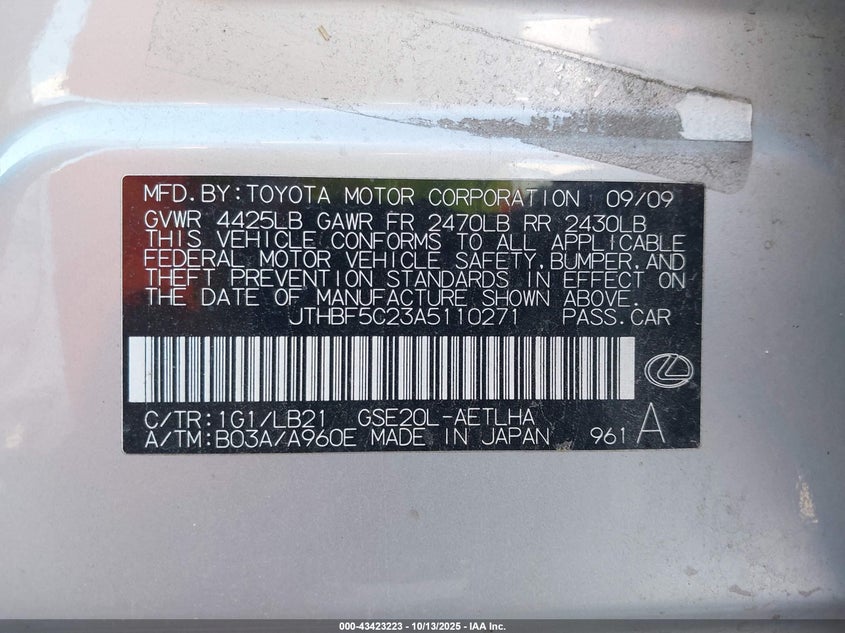 MFD.BY:TOYOTA MOTOR CORPORATION 09/09
GVWR 4425LB GAWR FR 2470LB RR 2430LB
THIS VEHICLE CONFORMS TO ALL APPLICABLE
FEDERAL MOTOR VEHICLE SAFETY, BUMPER, AND
THEFT PREVENTION STANDARDS IN EFFECT ON
THE DATE OF MANUFACTURE SHOWN ABOVE.
JTHBF5C23A5110271 PASS.CAR
C/TR:1G1/LB21 GSE20L-AETLHA
A/TM:B03A/A960E MADE IN JAPAN 961 A
000-43423223 - 10/13/2025 - IAA Inc.